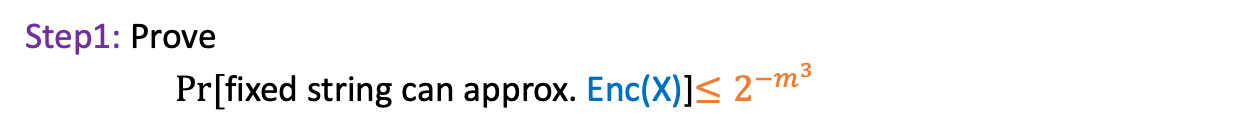 Step1: Prove
Pr[fixed string can approx. Enc(X)]≤ 2^{-m^3}